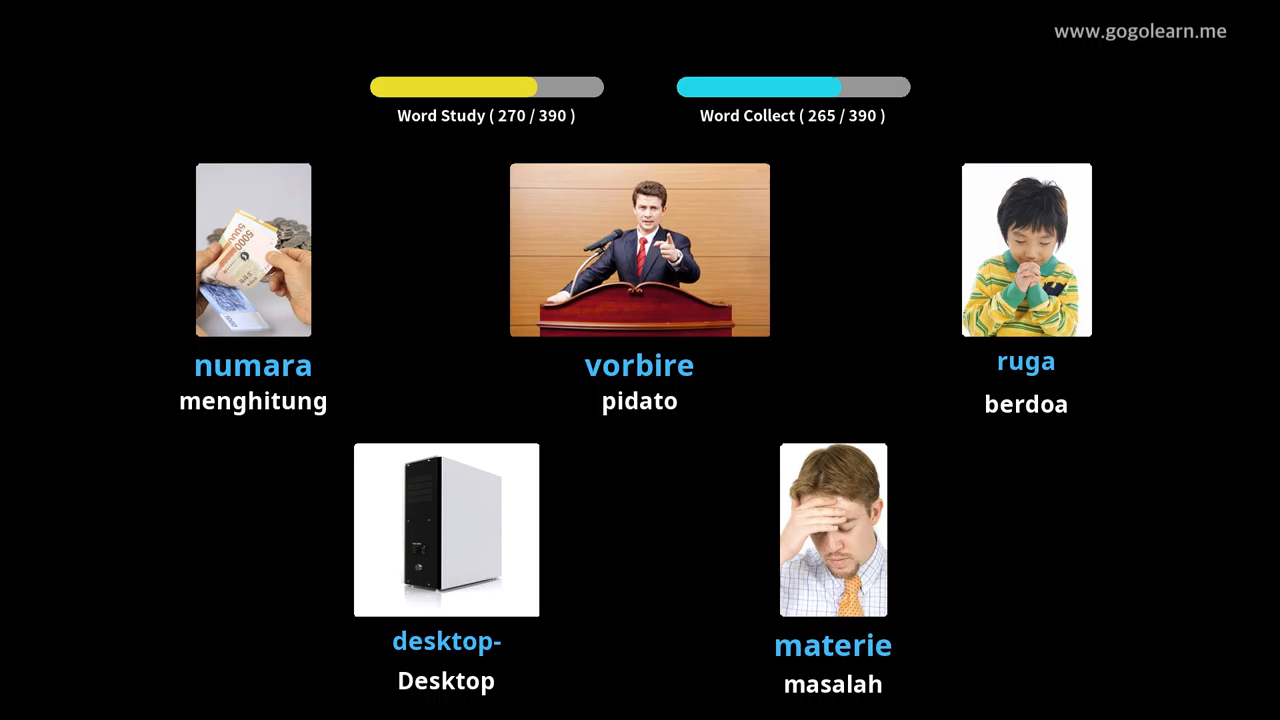 www.gogolearn.me
Word Study ( 270 / 390 )
Word Collect ( 265 / 390 )
numara
menghitung
vorbire
pidato
ruga
berdoa
desktop-
Desktop
materie
masalah